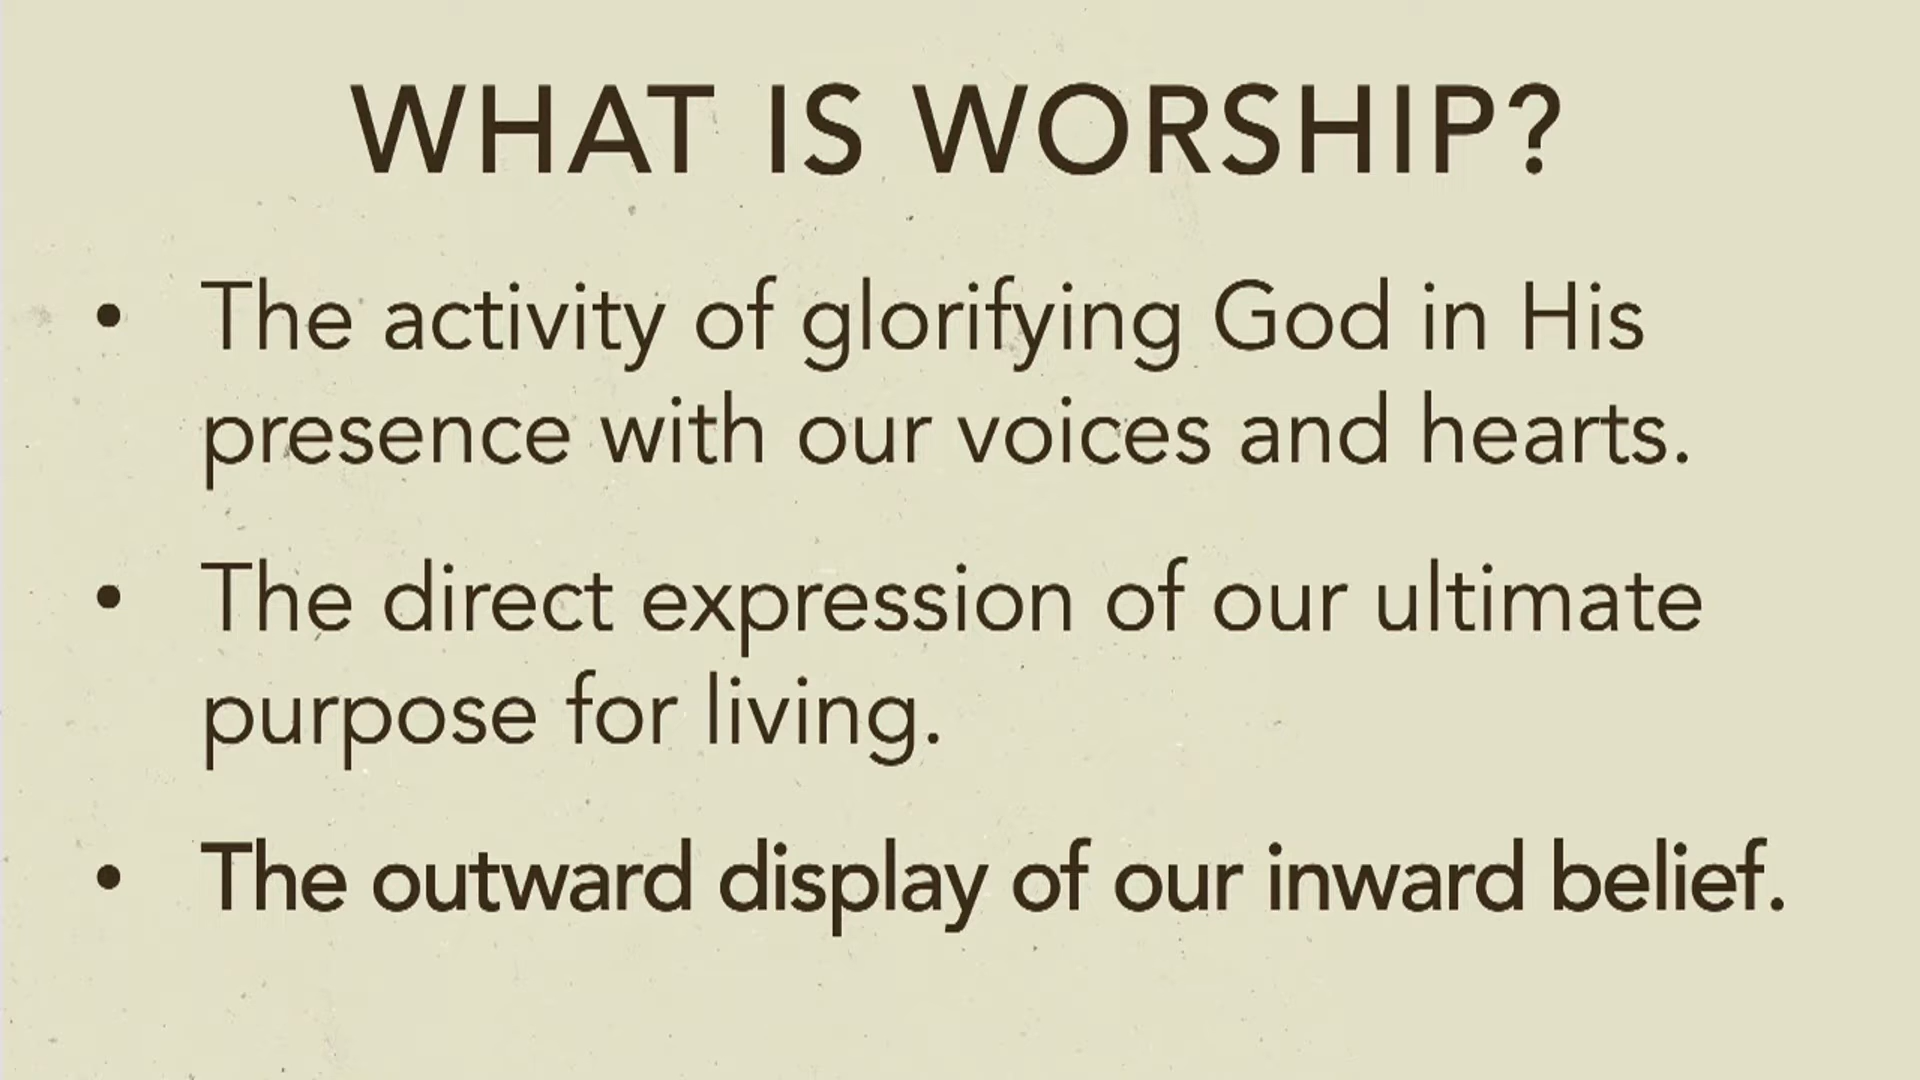 WHAT IS WORSHIP?
• The activity of glorifying God in His
presence with our voices and hearts.
• The direct expression of our ultimate
purpose for living.
• The outward display of our inward belief.